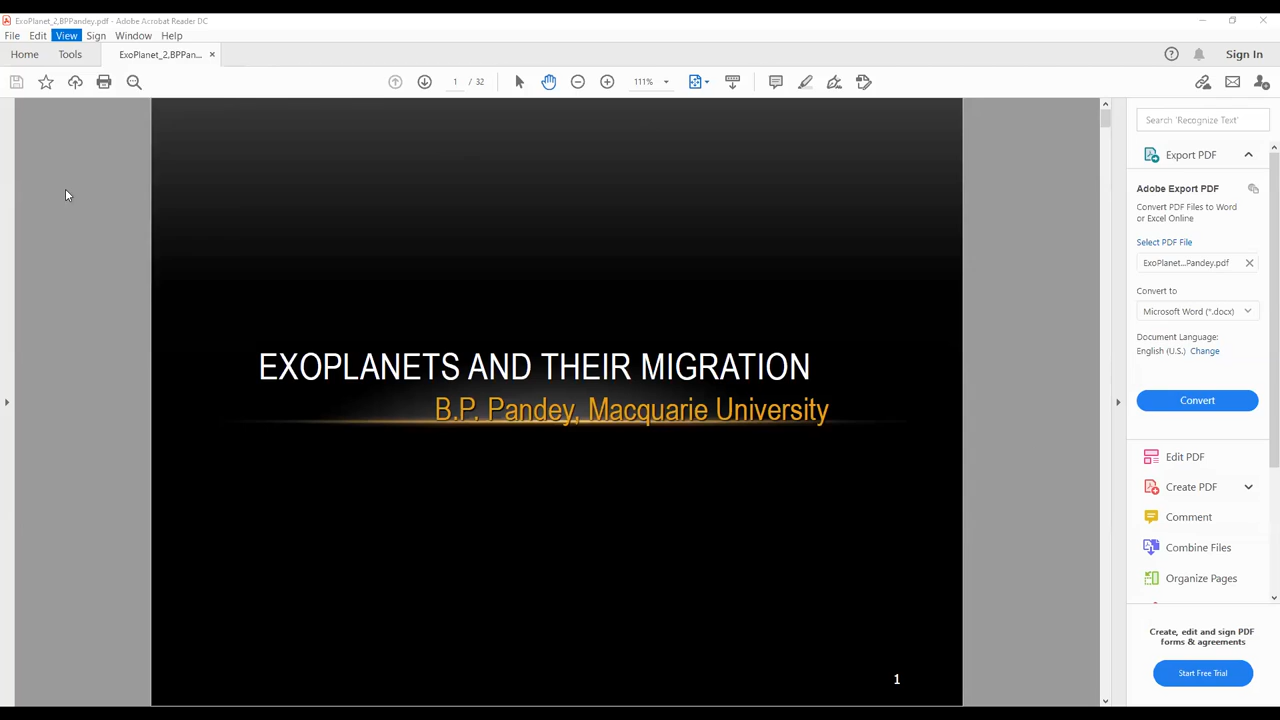 ExoPlanet_2,BPPandey.pdf - Adobe Acrobat Reader DC
File Edit View Sign Window Help
Home Tools ExoPlanet_2,BPPan... × Sign In
1 / 32 111%
Search 'Recognize Text'
Export PDF
Adobe Export PDF
Convert PDF Files to Word
or Excel Online
Select PDF File
ExoPlanet...Pandey.pdf
Convert to
Microsoft Word (*.docx)
Document Language:
English (U.S.) Change
Convert
Edit PDF
Create PDF
Comment
Combine Files
Organize Pages
Create, edit and sign PDF
forms & agreements
Start Free Trial
EXOPLANETS AND THEIR MIGRATION
B.P. Pandey, Macquarie University
1